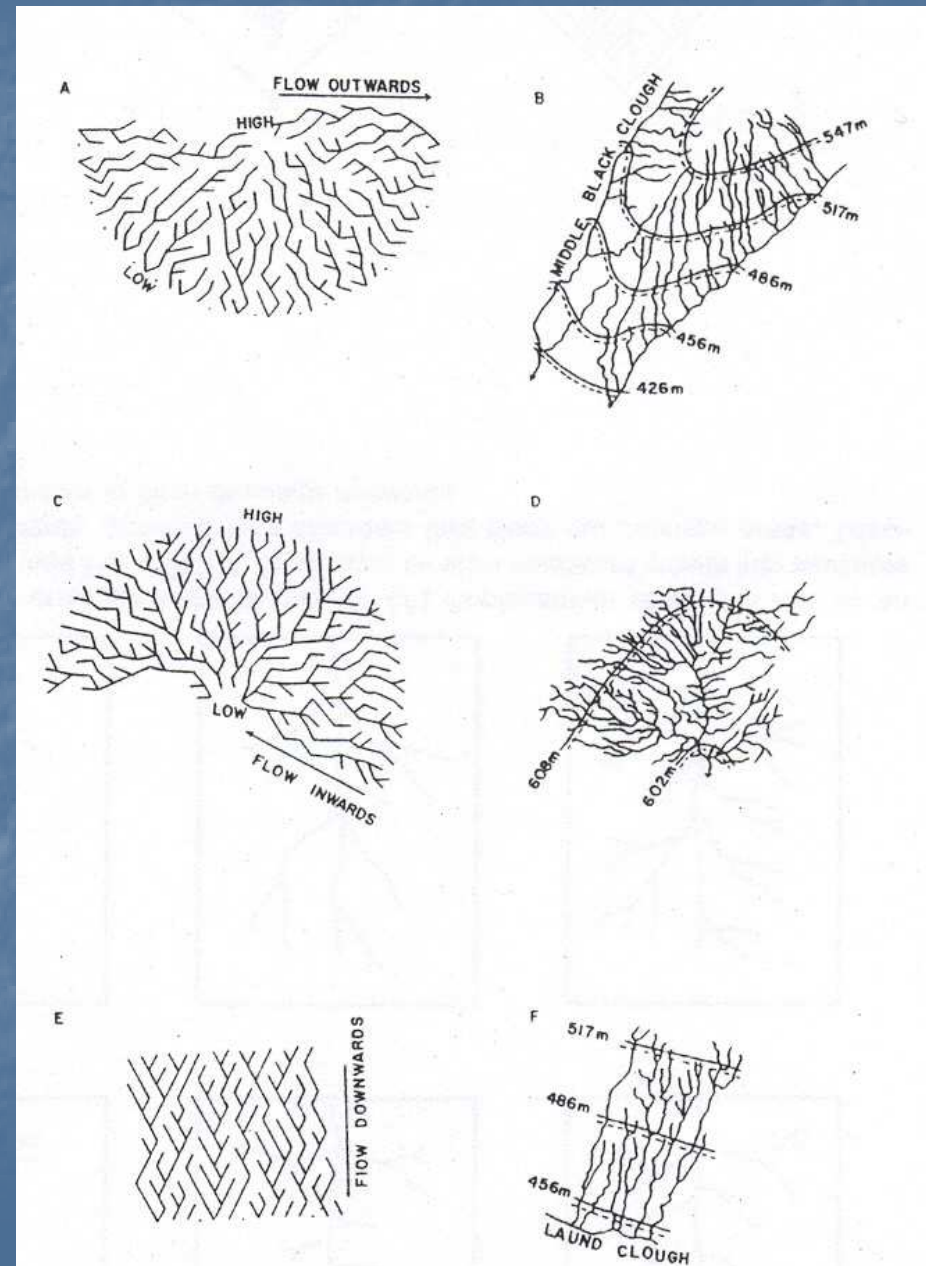 A
FLOW OUTWARDS
HIGH
LOW
B
MIDDLE BLACK CLOUGH
547m
517m
486m
456m
426m
C
HIGH
LOW
FLOW INWARDS
D
608m
602m
E
FLOW DOWNWARDS
F
517m
486m
456m
LAUND CLOUGH